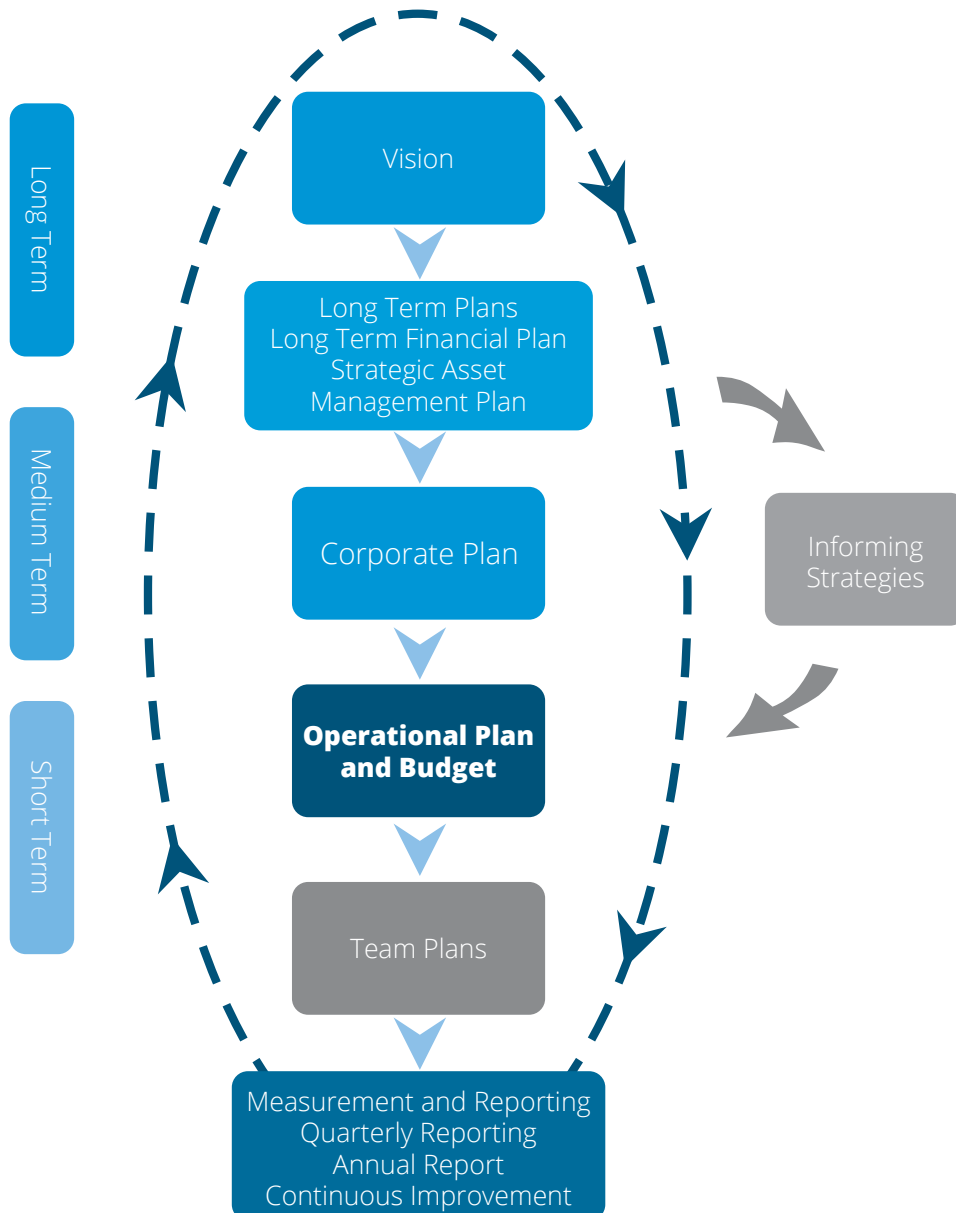 Long Term
Vision
Long Term Plans
Long Term Financial Plan
Strategic Asset
Management Plan
Medium Term
Corporate Plan
Informing
Strategies
Short Term
Operational Plan
and Budget
Team Plans
Measurement and Reporting
Quarterly Reporting
Annual Report
Continuous Improvement